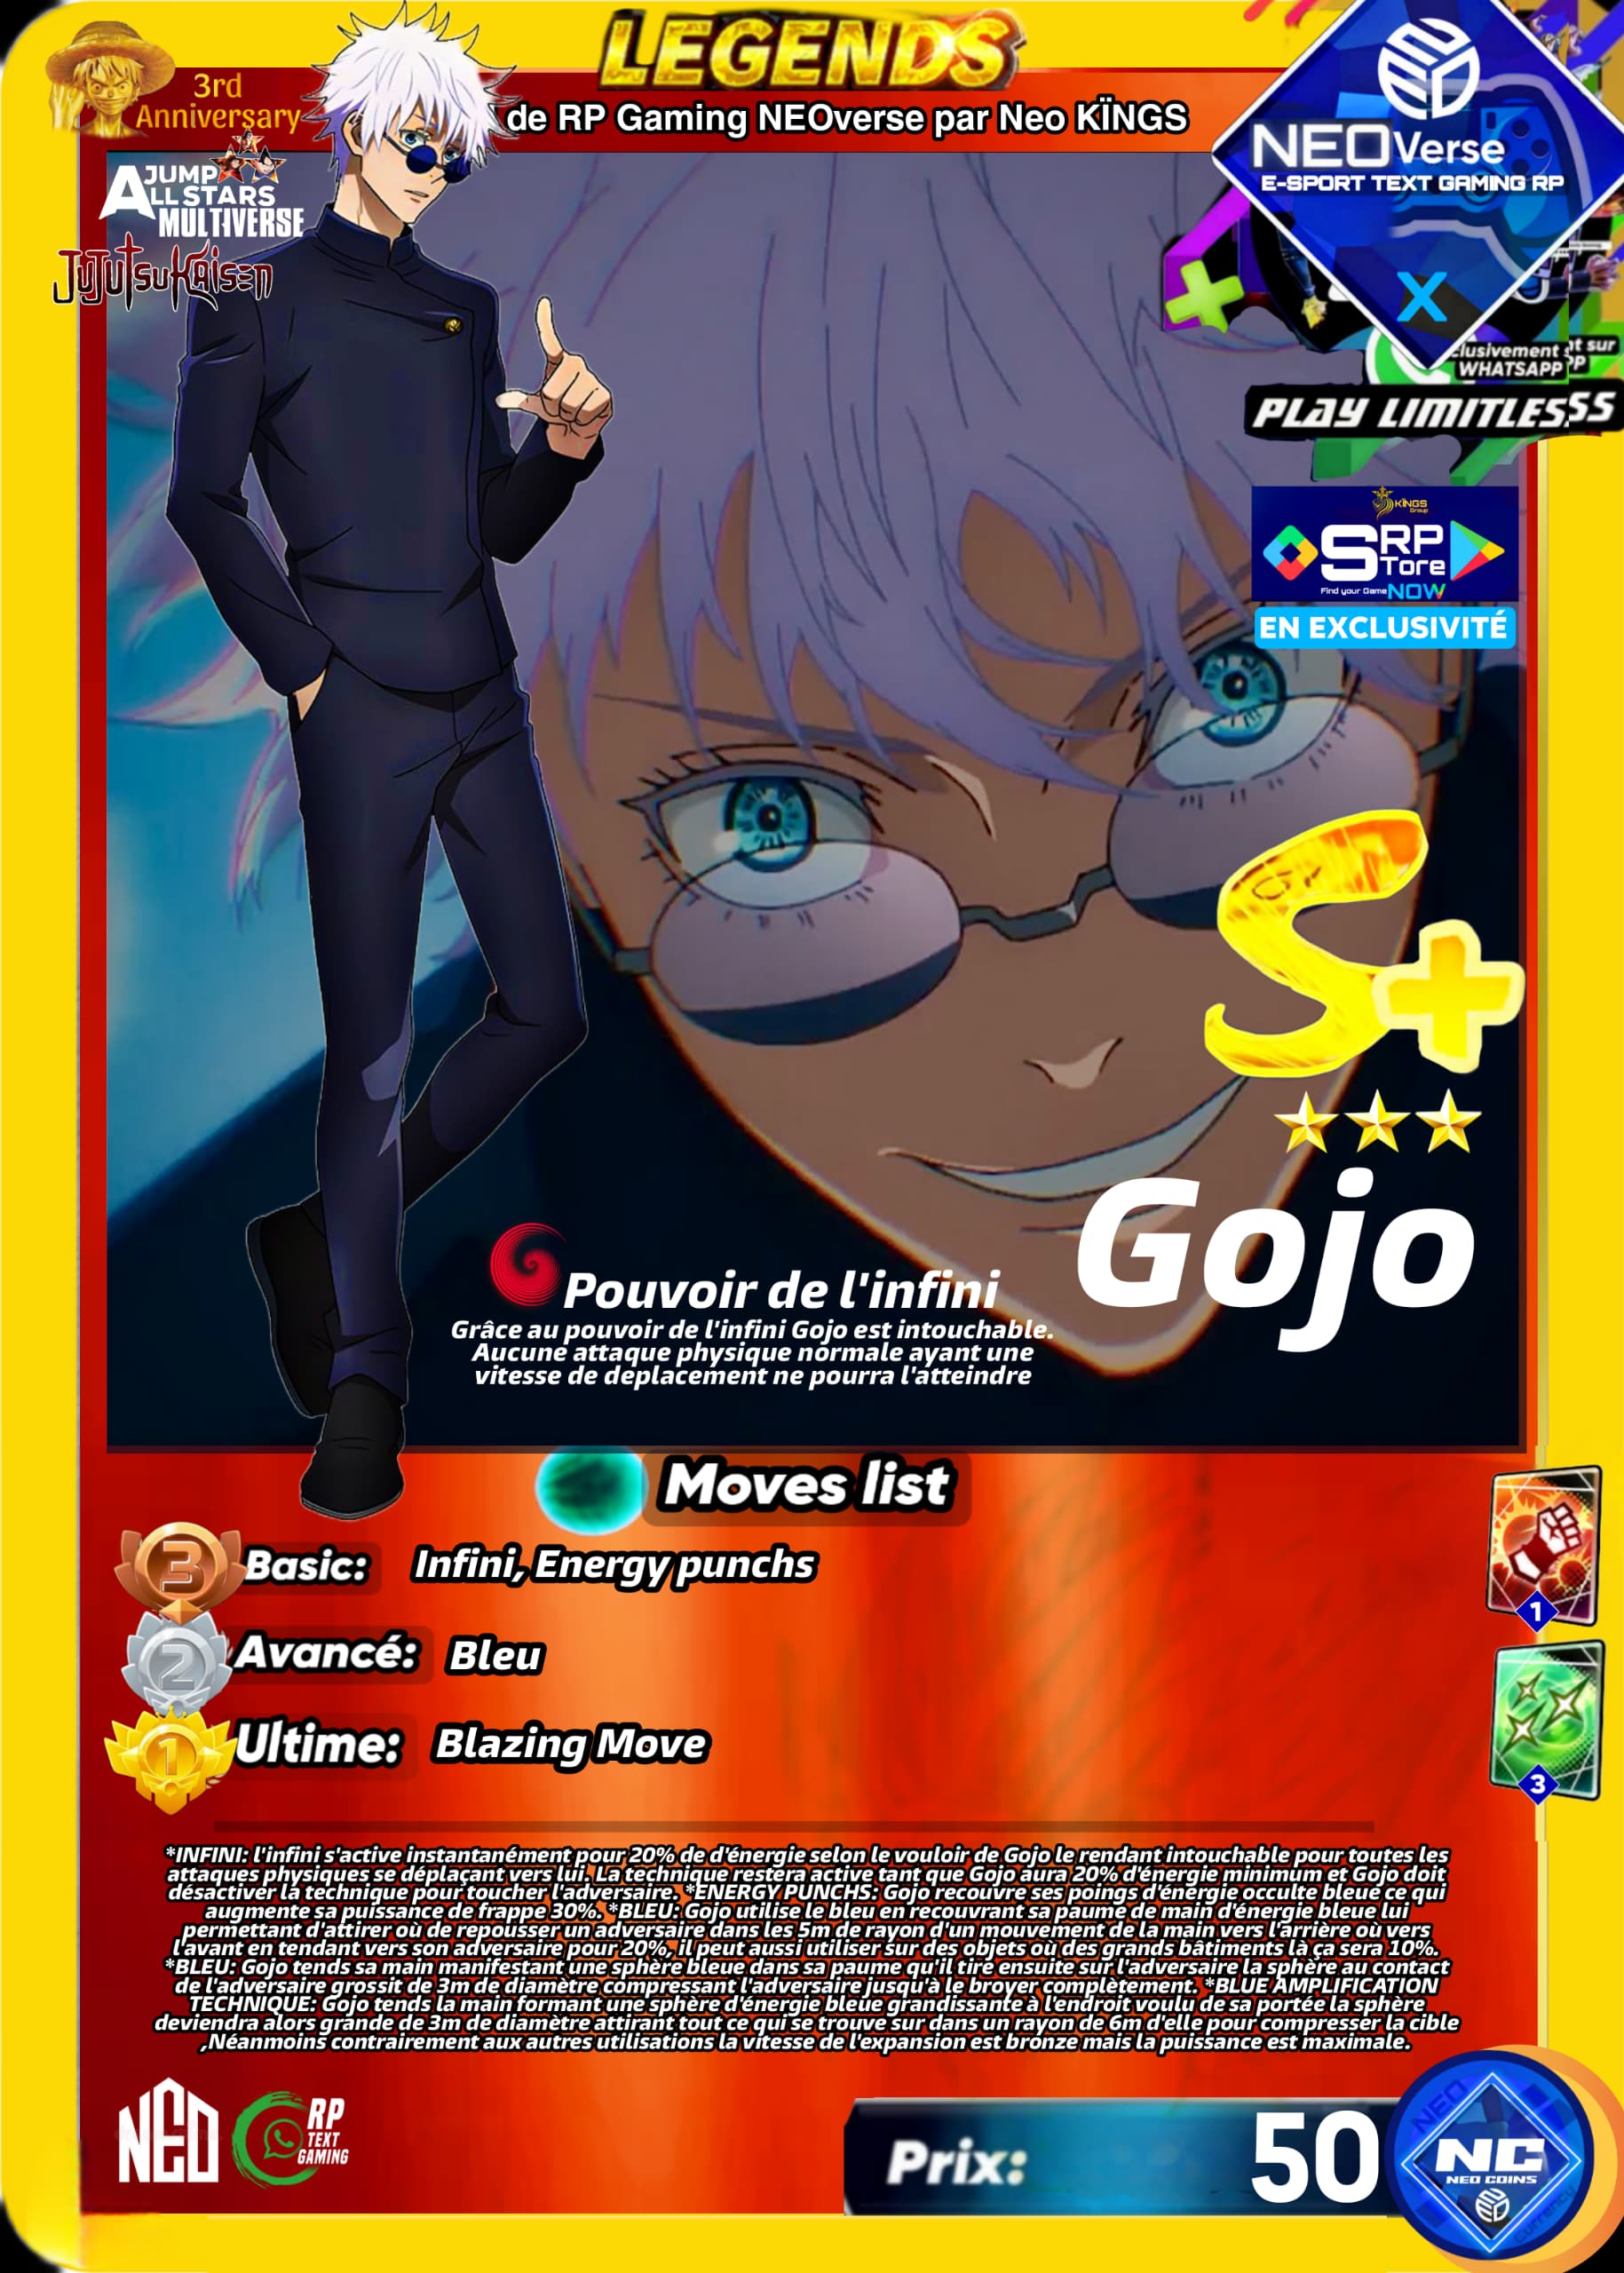 LEGENDS
3rd
Anniversary
de RP Gaming NEOverse par Neo KÏNGS
NEOVerse
E-SPORT TEXT GAMING RP
X
JUMP
ALL STARS
MULTIVERSE
JUJUTSU KAISEN
WHATSAPP
PLAY LIMITLESS
KÏNGS
Group
SRP
Tore
Find your Game NOW
EN EXCLUSIVITÉ
S+
Gojo
Pouvoir de l'infini
Grâce au pouvoir de l'infini Gojo est intouchable.
Aucune attaque physique normale ayant une
vitesse de deplacement ne pourra l'atteindre
Moves list
3 Basic: Infini, Energy punchs
1
2 Avancé: Bleu
1 Ultime: Blazing Move
3
*INFINI: l'infini s'active instantanément pour 20% de d'énergie selon le vouloir de Gojo le rendant intouchable pour toutes les
attaques physiques se déplaçant vers lui. La technique restera active tant que Gojo aura 20% d'énergie minimum et Gojo doit
désactiver la technique pour toucher l'adversaire. *ENERGY PUNCHS: Gojo recouvre ses poings d'énergie occulte bleue ce qui
augmente sa puissance de frappe 30%. *BLEU: Gojo utilise le bleu en recouvrant sa paume de main d'énergie bleue lui
permettant d'attirer où de repousser un adversaire dans les 5m de rayon d'un mouvement de la main vers l'arrière où vers
l'avant en tendant vers son adversaire pour 20%, il peut aussi utiliser sur des objets où des grands bâtiments là ça sera 10%.
*BLEU: Gojo tends sa main manifestant une sphère bleue dans sa paume qu'il tire ensuite sur l'adversaire la sphère au contact
de l'adversaire grossit de 3m de diamètre compressant l'adversaire jusqu'à le broyer complètement. *BLUE AMPLIFICATION
TECHNIQUE: Gojo tends la main formant une sphère d'énergie bleue grandissante à l'endroit voulu de sa portée la sphère
deviendra alors grande de 3m de diamètre attirant tout ce qui se trouve sur dans un rayon de 6m d'elle pour compresser la cible
,Néanmoins contrairement aux autres utilisations la vitesse de l'expansion est bronze mais la puissance est maximale.
NEO
RP
TEXT
GAMING
Prix: 50
NEO
NC
NEO COINS
Currency